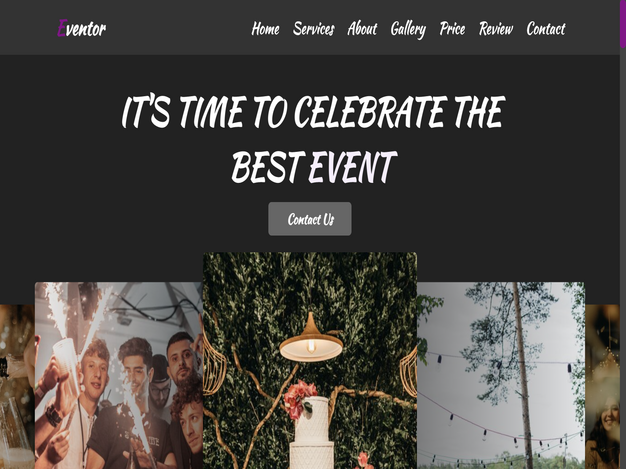 Eventor
Home Services About Gallery Price Review Contact
IT'S TIME TO CELEBRATE THE
BEST EVENT
Contact Us